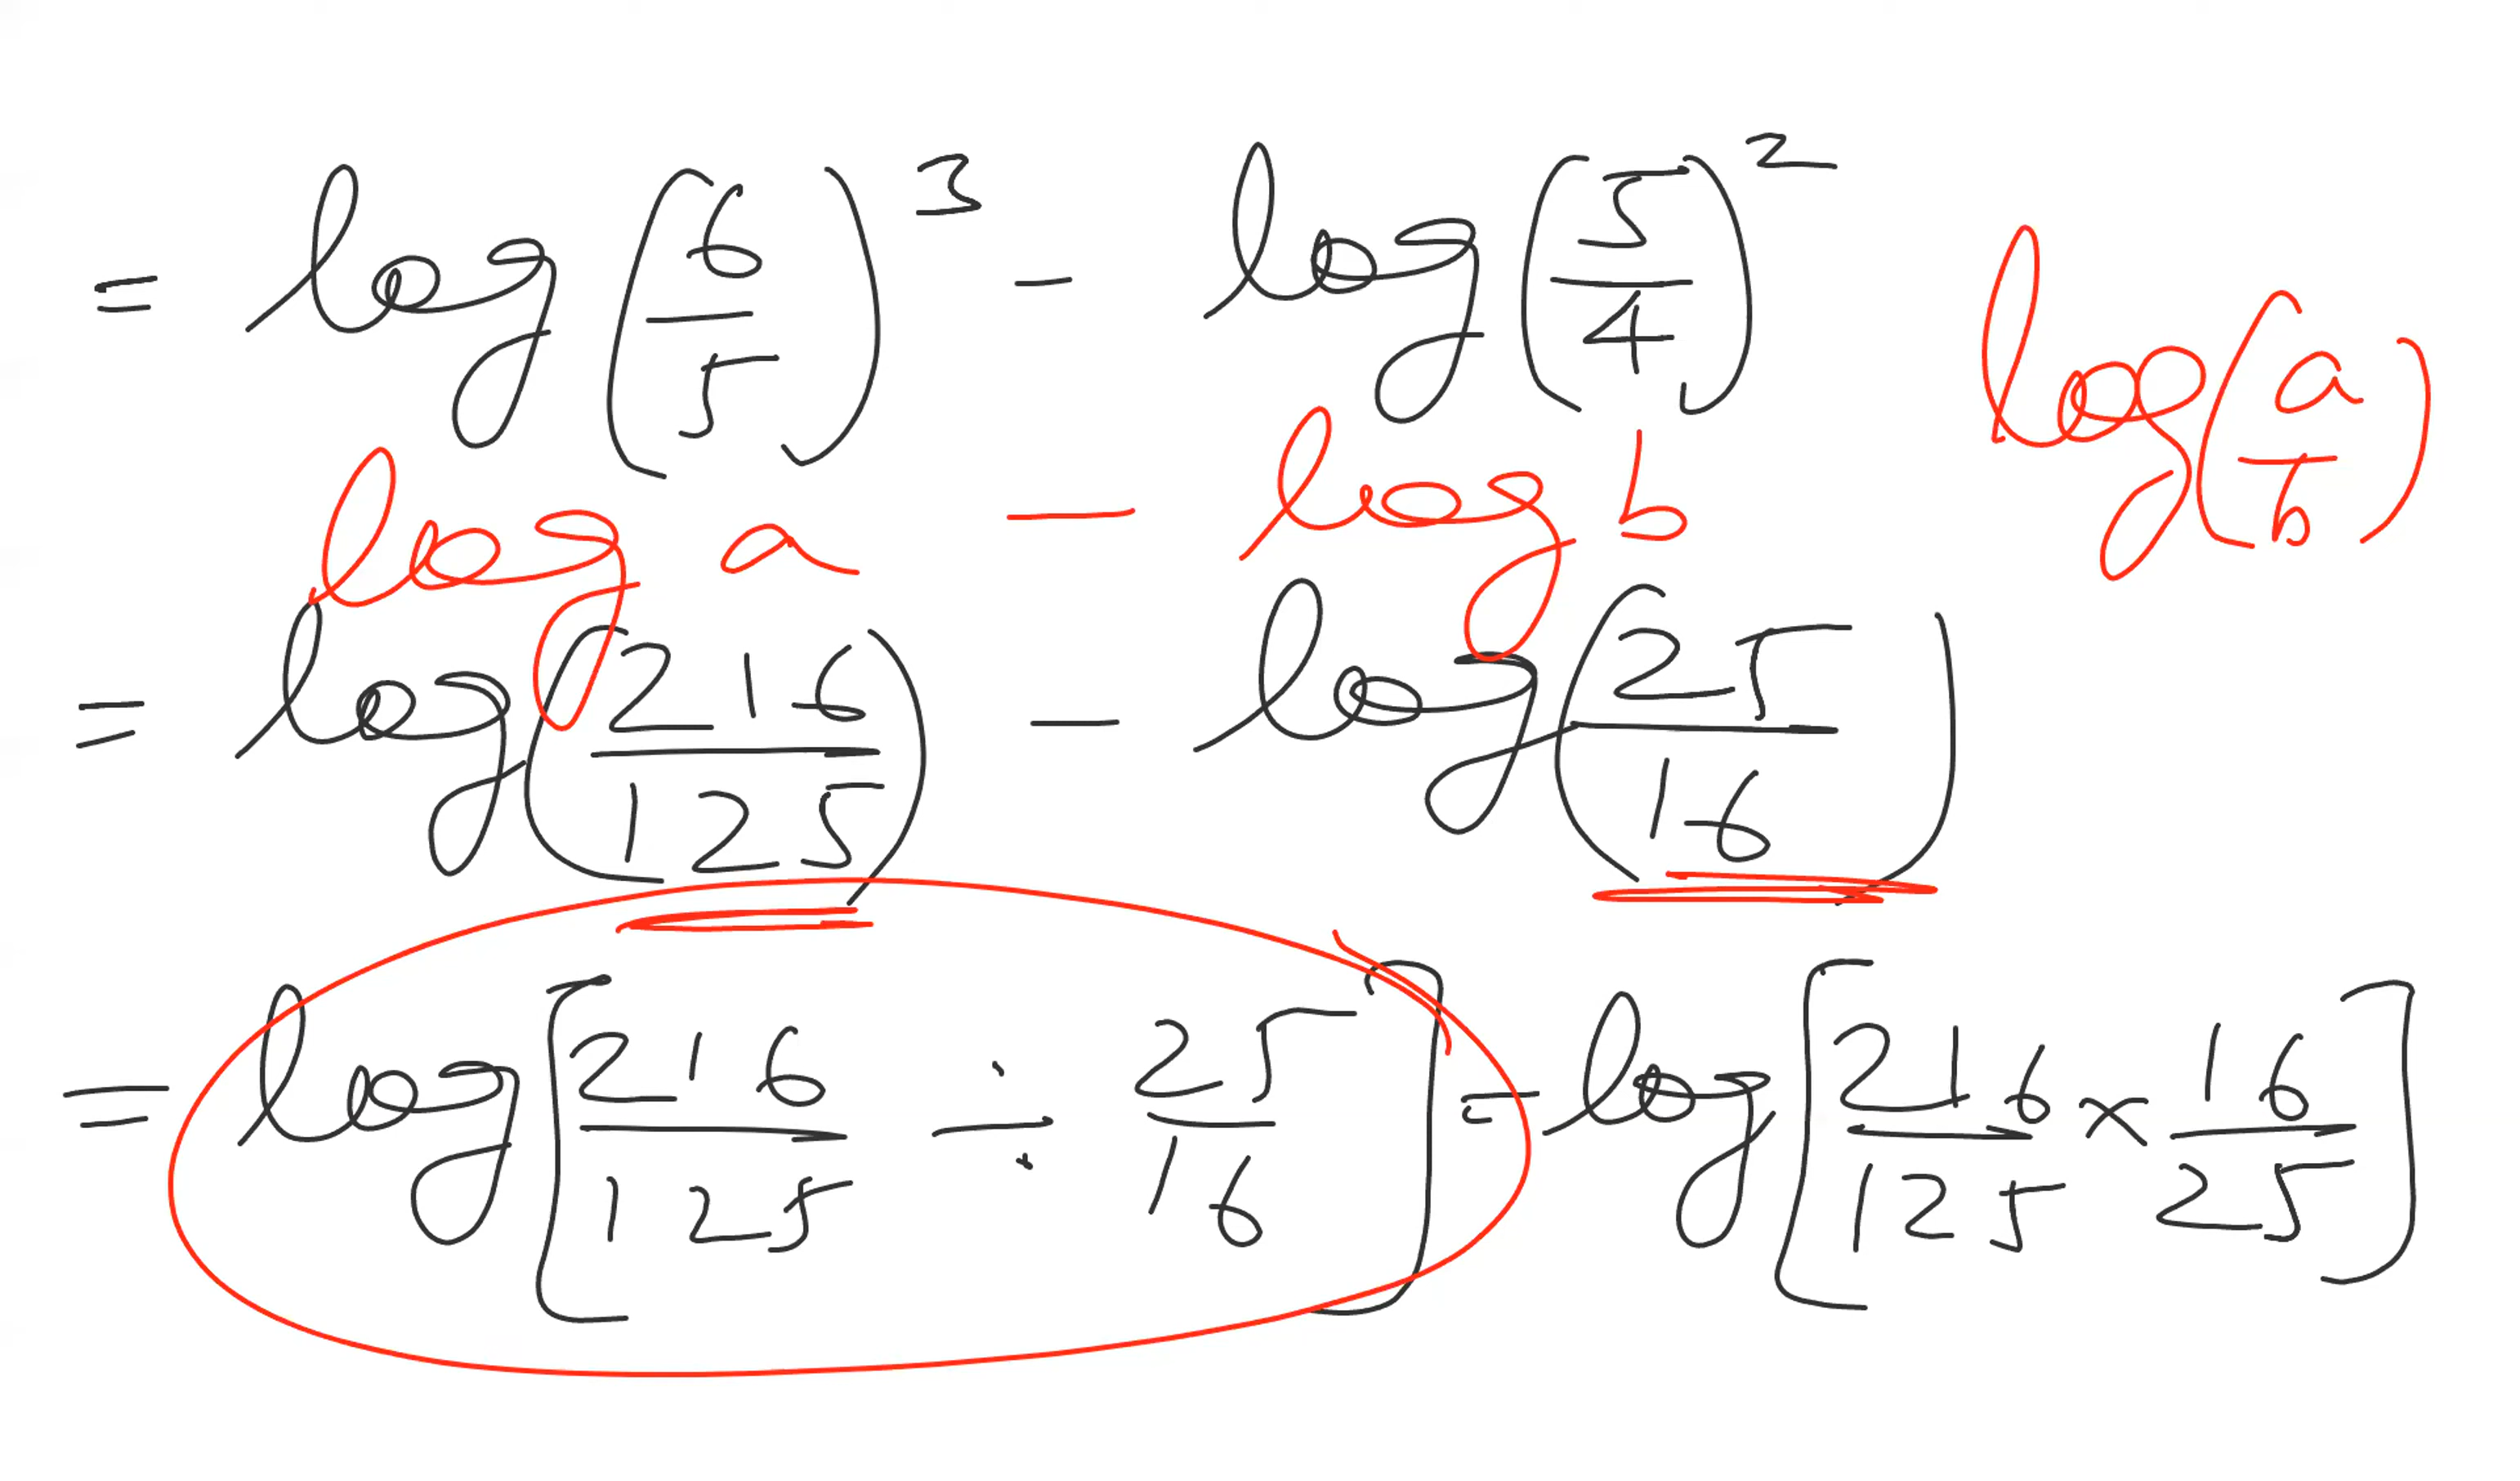 = log(6/5)^3 - log(5/4)^2
log a - log b log(a/b)
= log(216/125) - log(25/16)
= log[216/125 ÷ 25/16] = log[216/125 × 16/25]